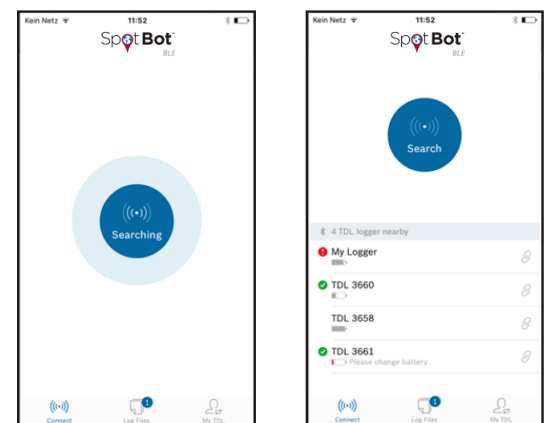 Kein Netz 11:52
SpotBot
BLE
Searching
1
Connect Log Files My TDL
Kein Netz 11:52
SpotBot
BLE
Search
4 TDL logger nearby
My Logger
TDL 3660
TDL 3658
TDL 3661
Please change battery
1
Connect Log Files My TDL